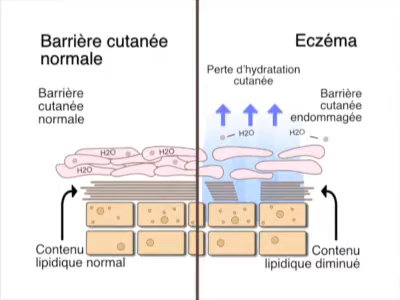 Barrière cutanée
normale
Eczéma
Barrière
cutanée
normale
Perte d'hydratation
cutanée
Barrière
cutanée
endommagée
H2O
H2O
H2O
H2O
H2O
Contenu
lipidique normal
Contenu
lipidique diminué